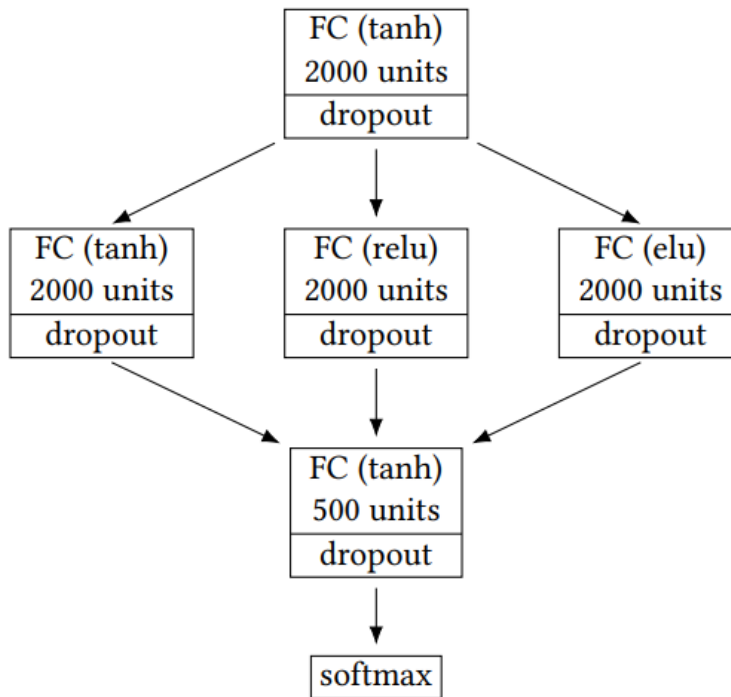 FC (tanh)
2000 units
dropout
FC (tanh)
2000 units
dropout
FC (relu)
2000 units
dropout
FC (elu)
2000 units
dropout
FC (tanh)
500 units
dropout
softmax